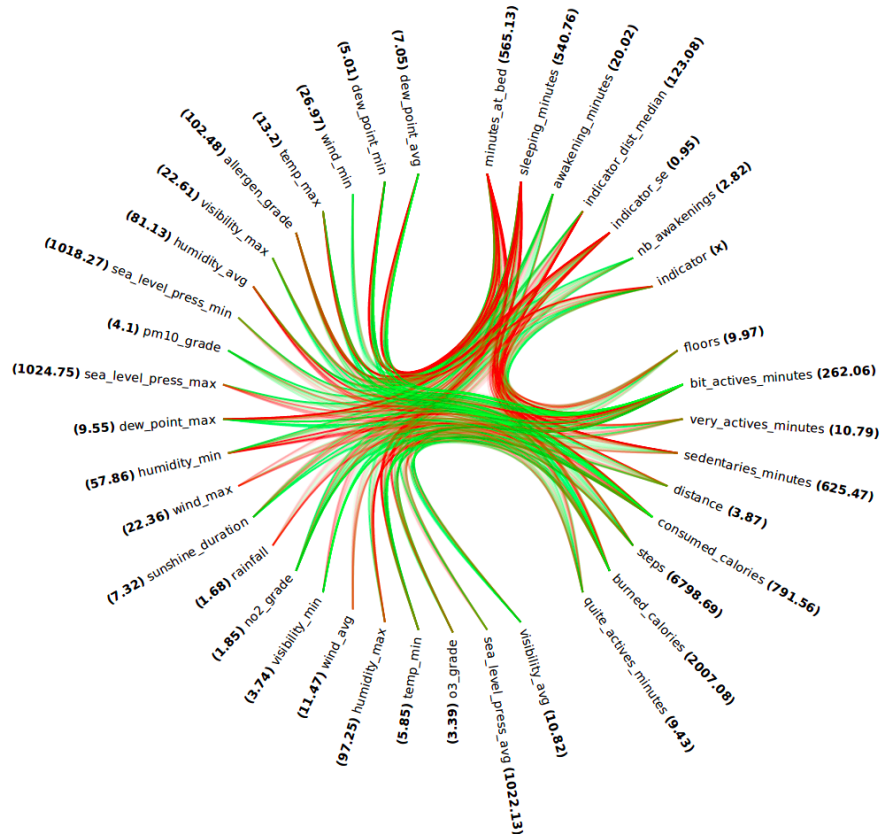 minutes_at_bed (565.13)
sleeping_minutes (540.76)
awakening_minutes (20.02)
indicator_dist_median (123.08)
indicator_se (0.95)
nb_awakenings (2.82)
indicator (x)
floors (9.97)
bit_actives_minutes (262.06)
very_actives_minutes (10.79)
sedentaries_minutes (625.47)
distance (3.87)
consumed_calories (791.56)
steps (6798.69)
burned_calories (2007.08)
quite_actives_minutes (9.43)
visibility_avg (10.82)
sea_level_press_avg (1022.13)
(3.39) o3_grade
(5.85) temp_min
(97.25) humidity_max
(11.47) wind_avg
(3.74) visibility_min
(1.85) no2_grade
(1.68) rainfall
(7.32) sunshine_duration
(22.36) wind_max
(57.86) humidity_min
(9.55) dew_point_max
(1024.75) sea_level_press_max
(4.1) pm10_grade
(1018.27) sea_level_press_min
(81.13) humidity_avg
(22.61) visibility_max
(102.48) allergen_grade
(13.2) temp_max
(26.97) wind_min
(5.01) dew_point_min
(7.05) dew_point_avg